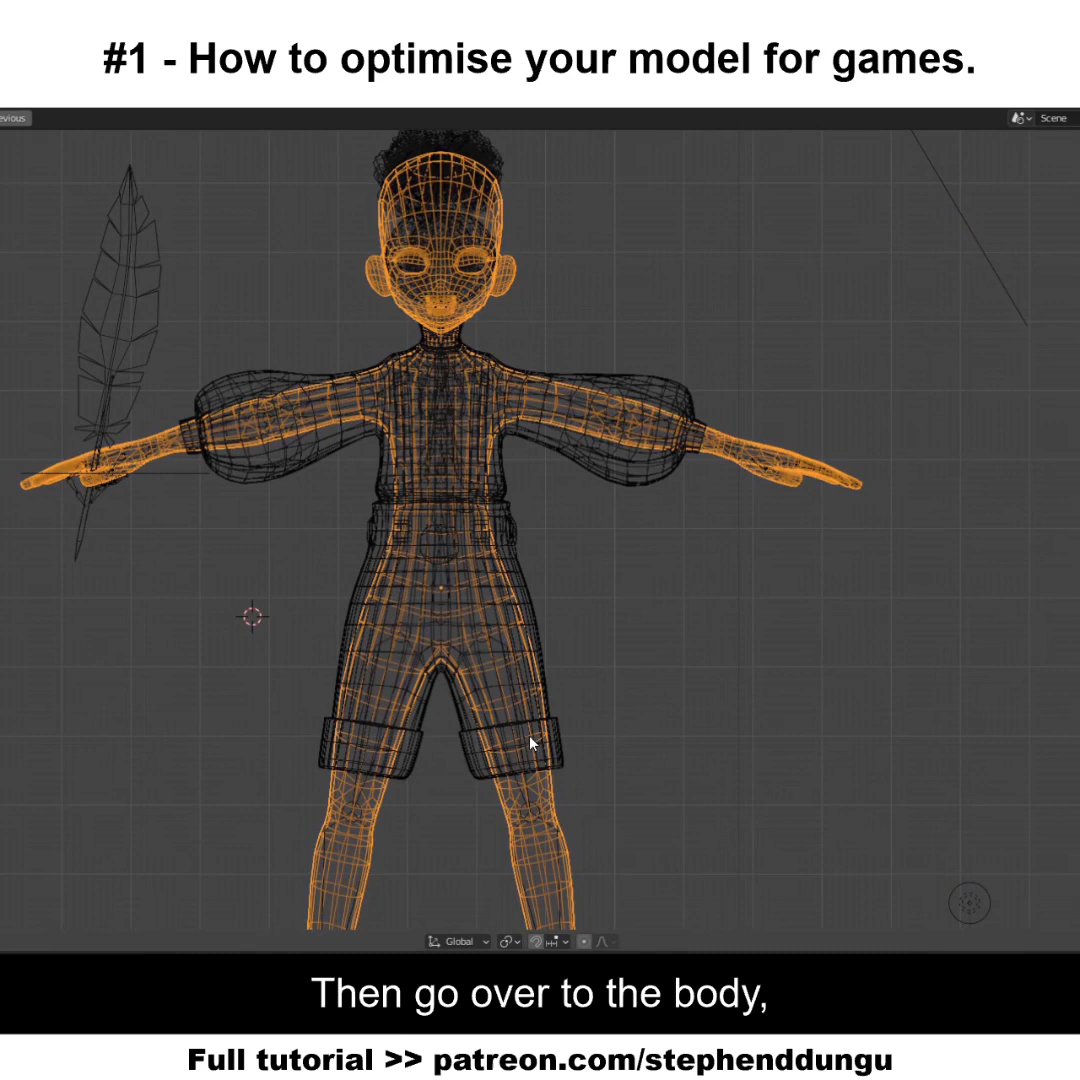 #1 - How to optimise your model for games.
evious
Scene
Global
Then go over to the body,
Full tutorial >> patreon.com/stephenddungu